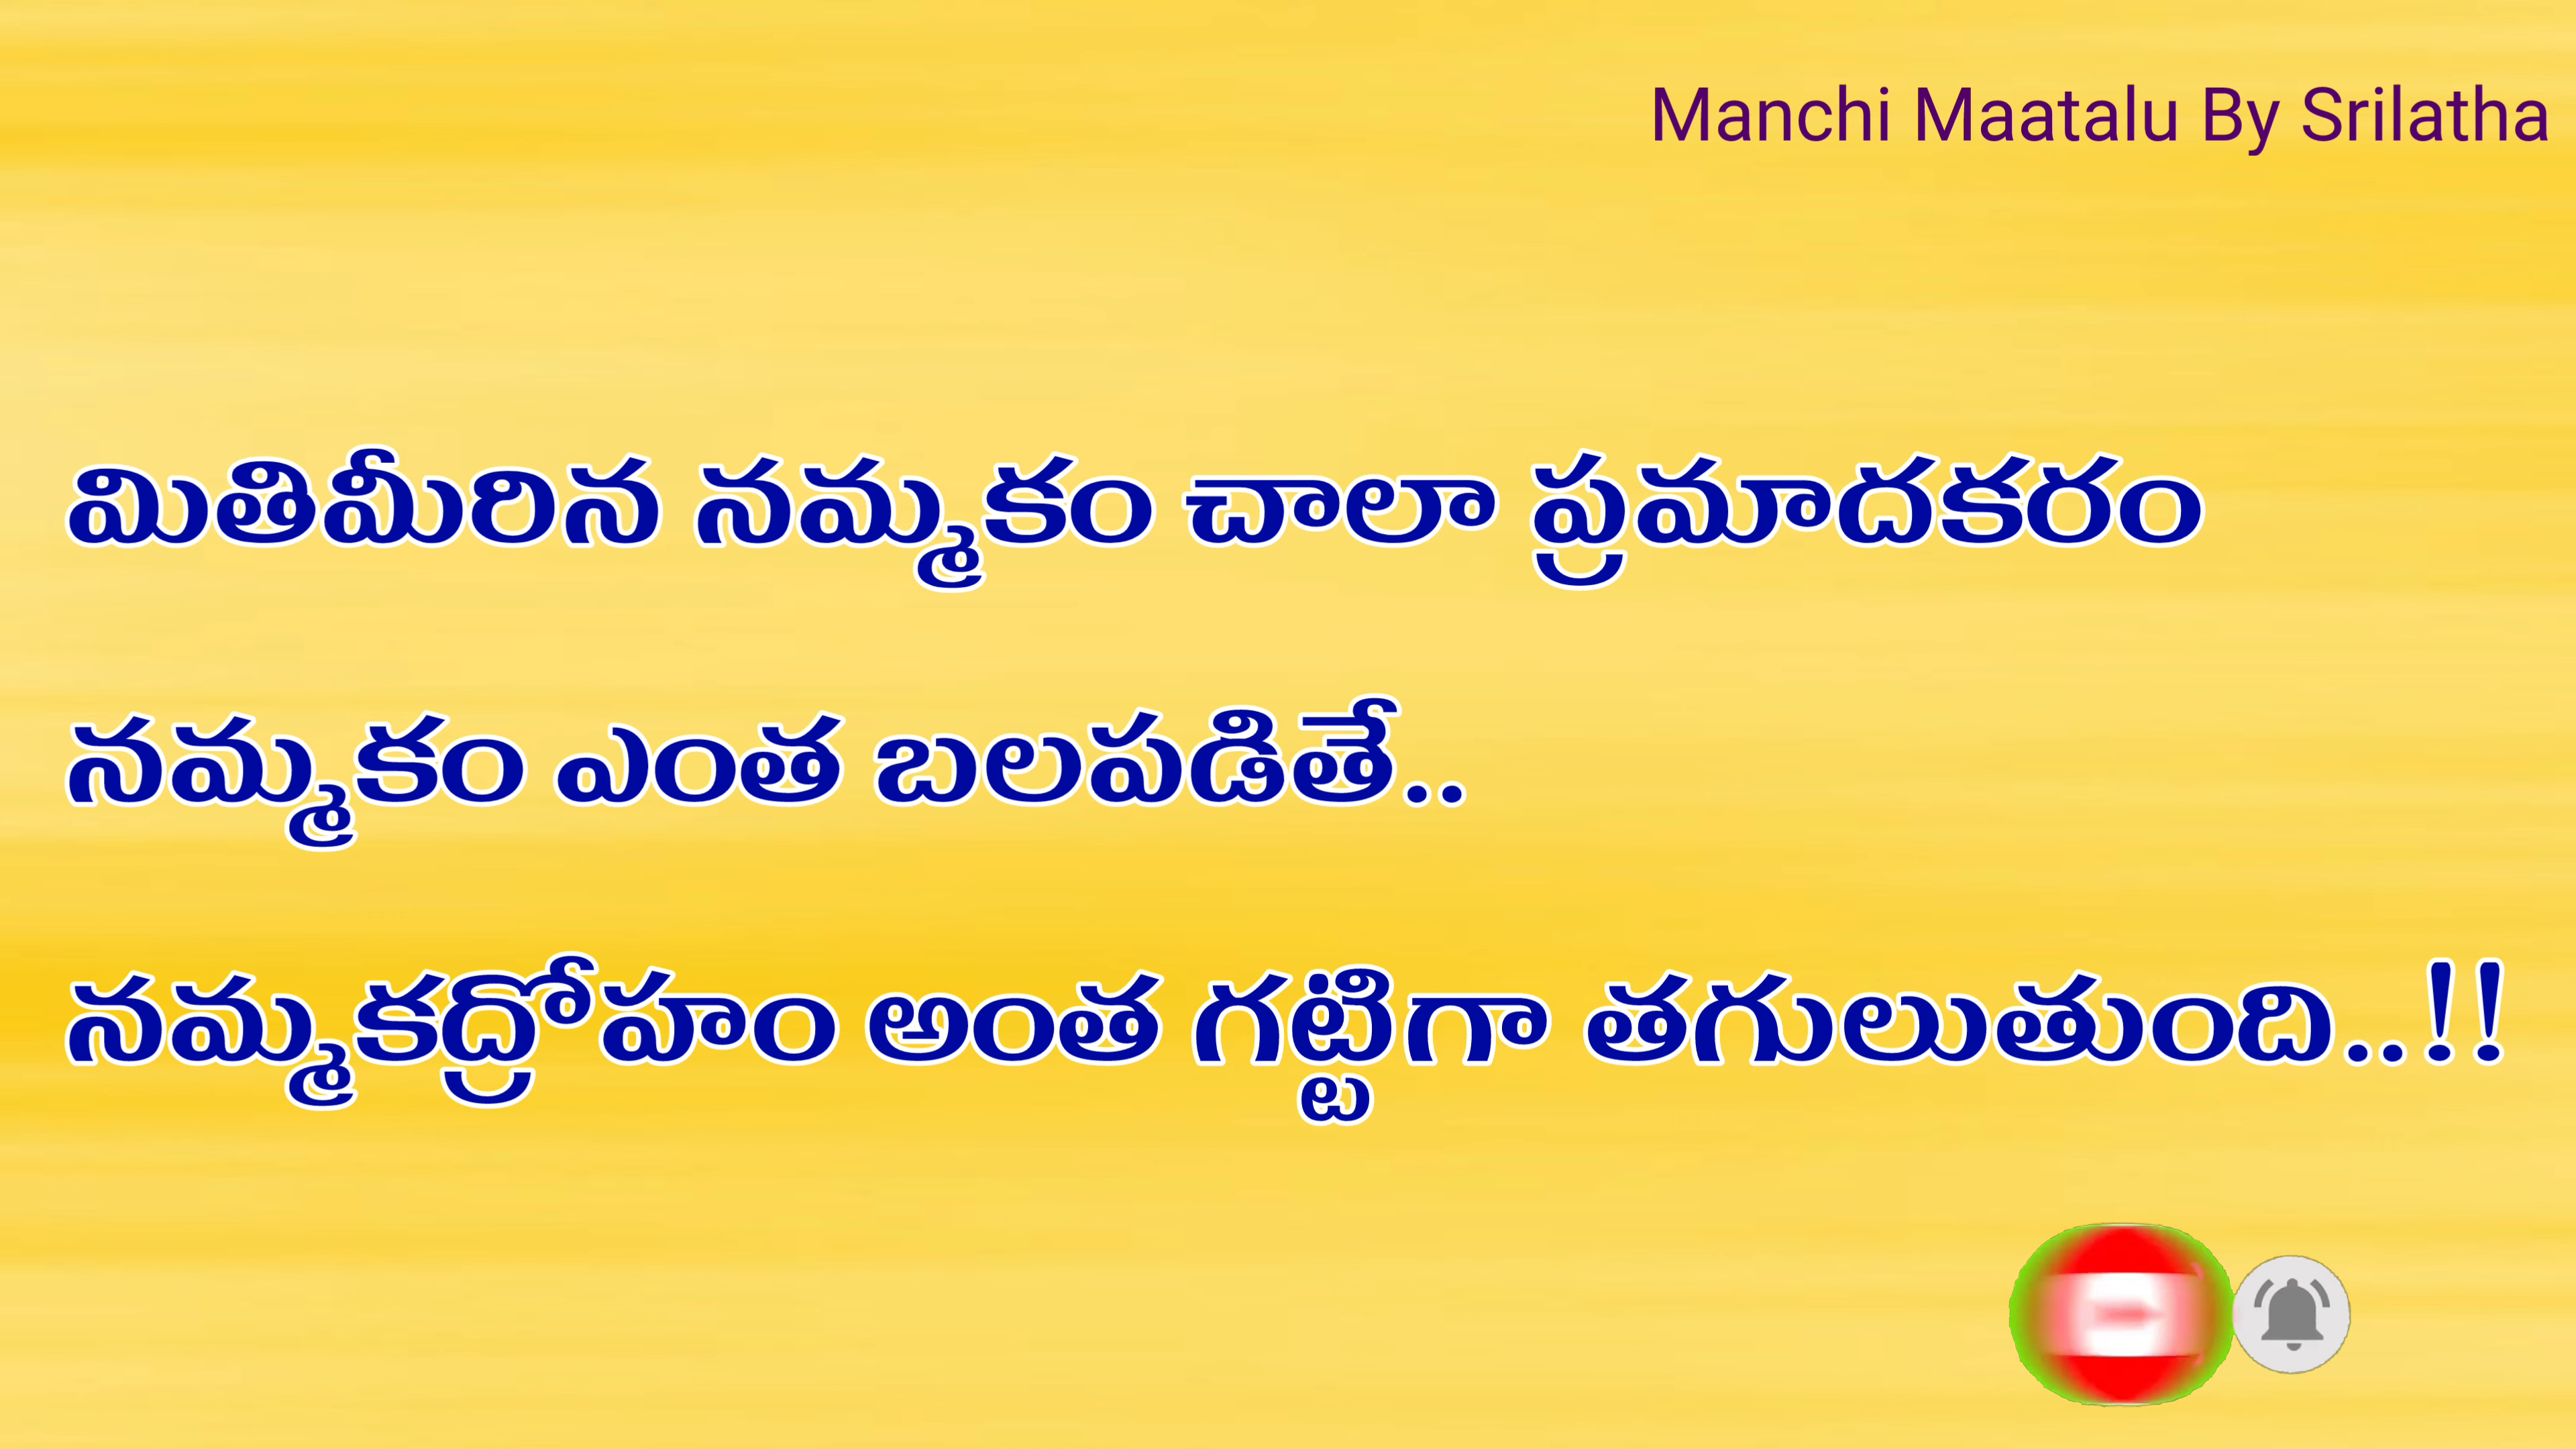 Manchi Maatalu By Srilatha
మితిమీరిన నమ్మకం చాలా ప్రమాదకరం
నమ్మకం ఎంత బలపడితే..
నమ్మకద్రోహం అంత గట్టిగా తగులుతుంది..!!